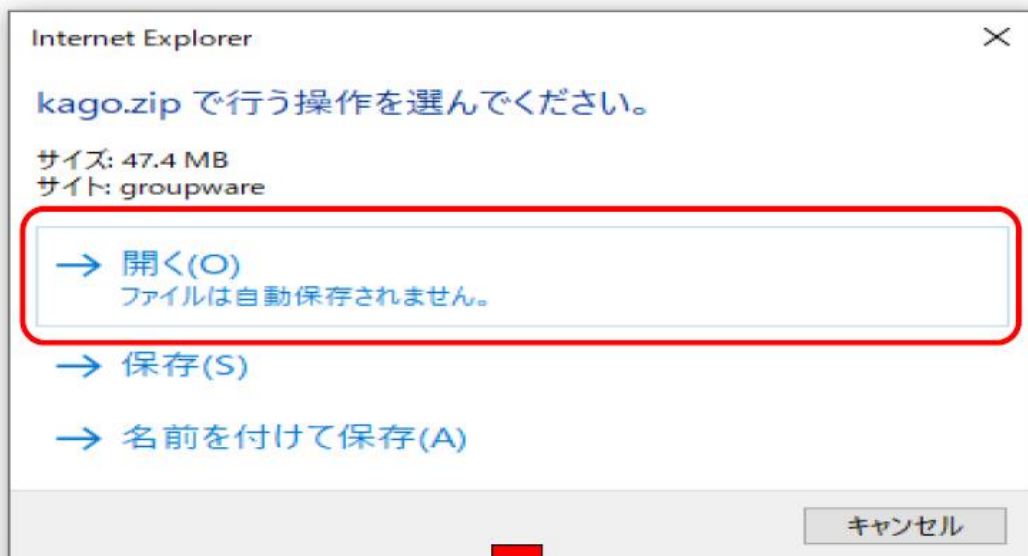 Internet Explorer
kago.zip で行う操作を選んでください。
サイズ: 47.4 MB
サイト: groupware
→ 開く(O)
ファイルは自動保存されません。
→ 保存(S)
→ 名前を付けて保存(A)
キャンセル